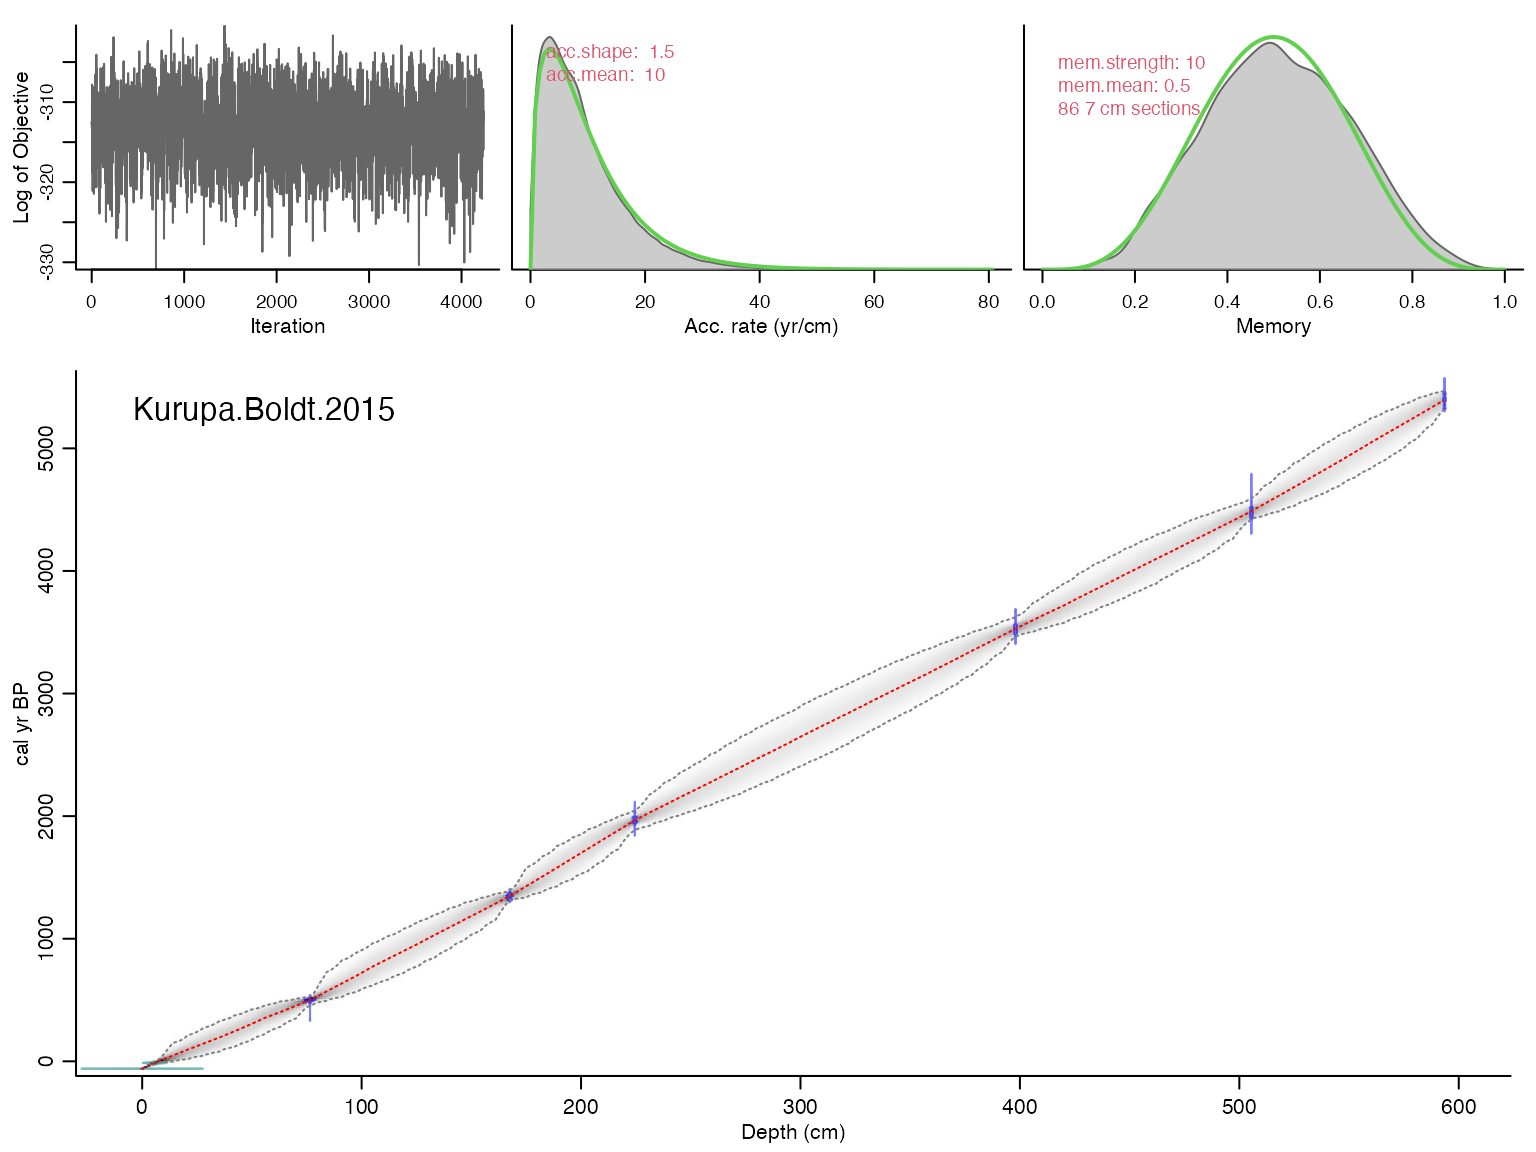 Log of Objective
-330
-320
-310
0 1000 2000 3000 4000
Iteration
acc.shape: 1.5
acc.mean: 10
0 20 40 60 80
Acc. rate (yr/cm)
mem.strength: 10
mem.mean: 0.5
86 7 cm sections
0.0 0.2 0.4 0.6 0.8 1.0
Memory
Kurupa.Boldt.2015
cal yr BP
0 1000 2000 3000 4000 5000
0 100 200 300 400 500 600
Depth (cm)